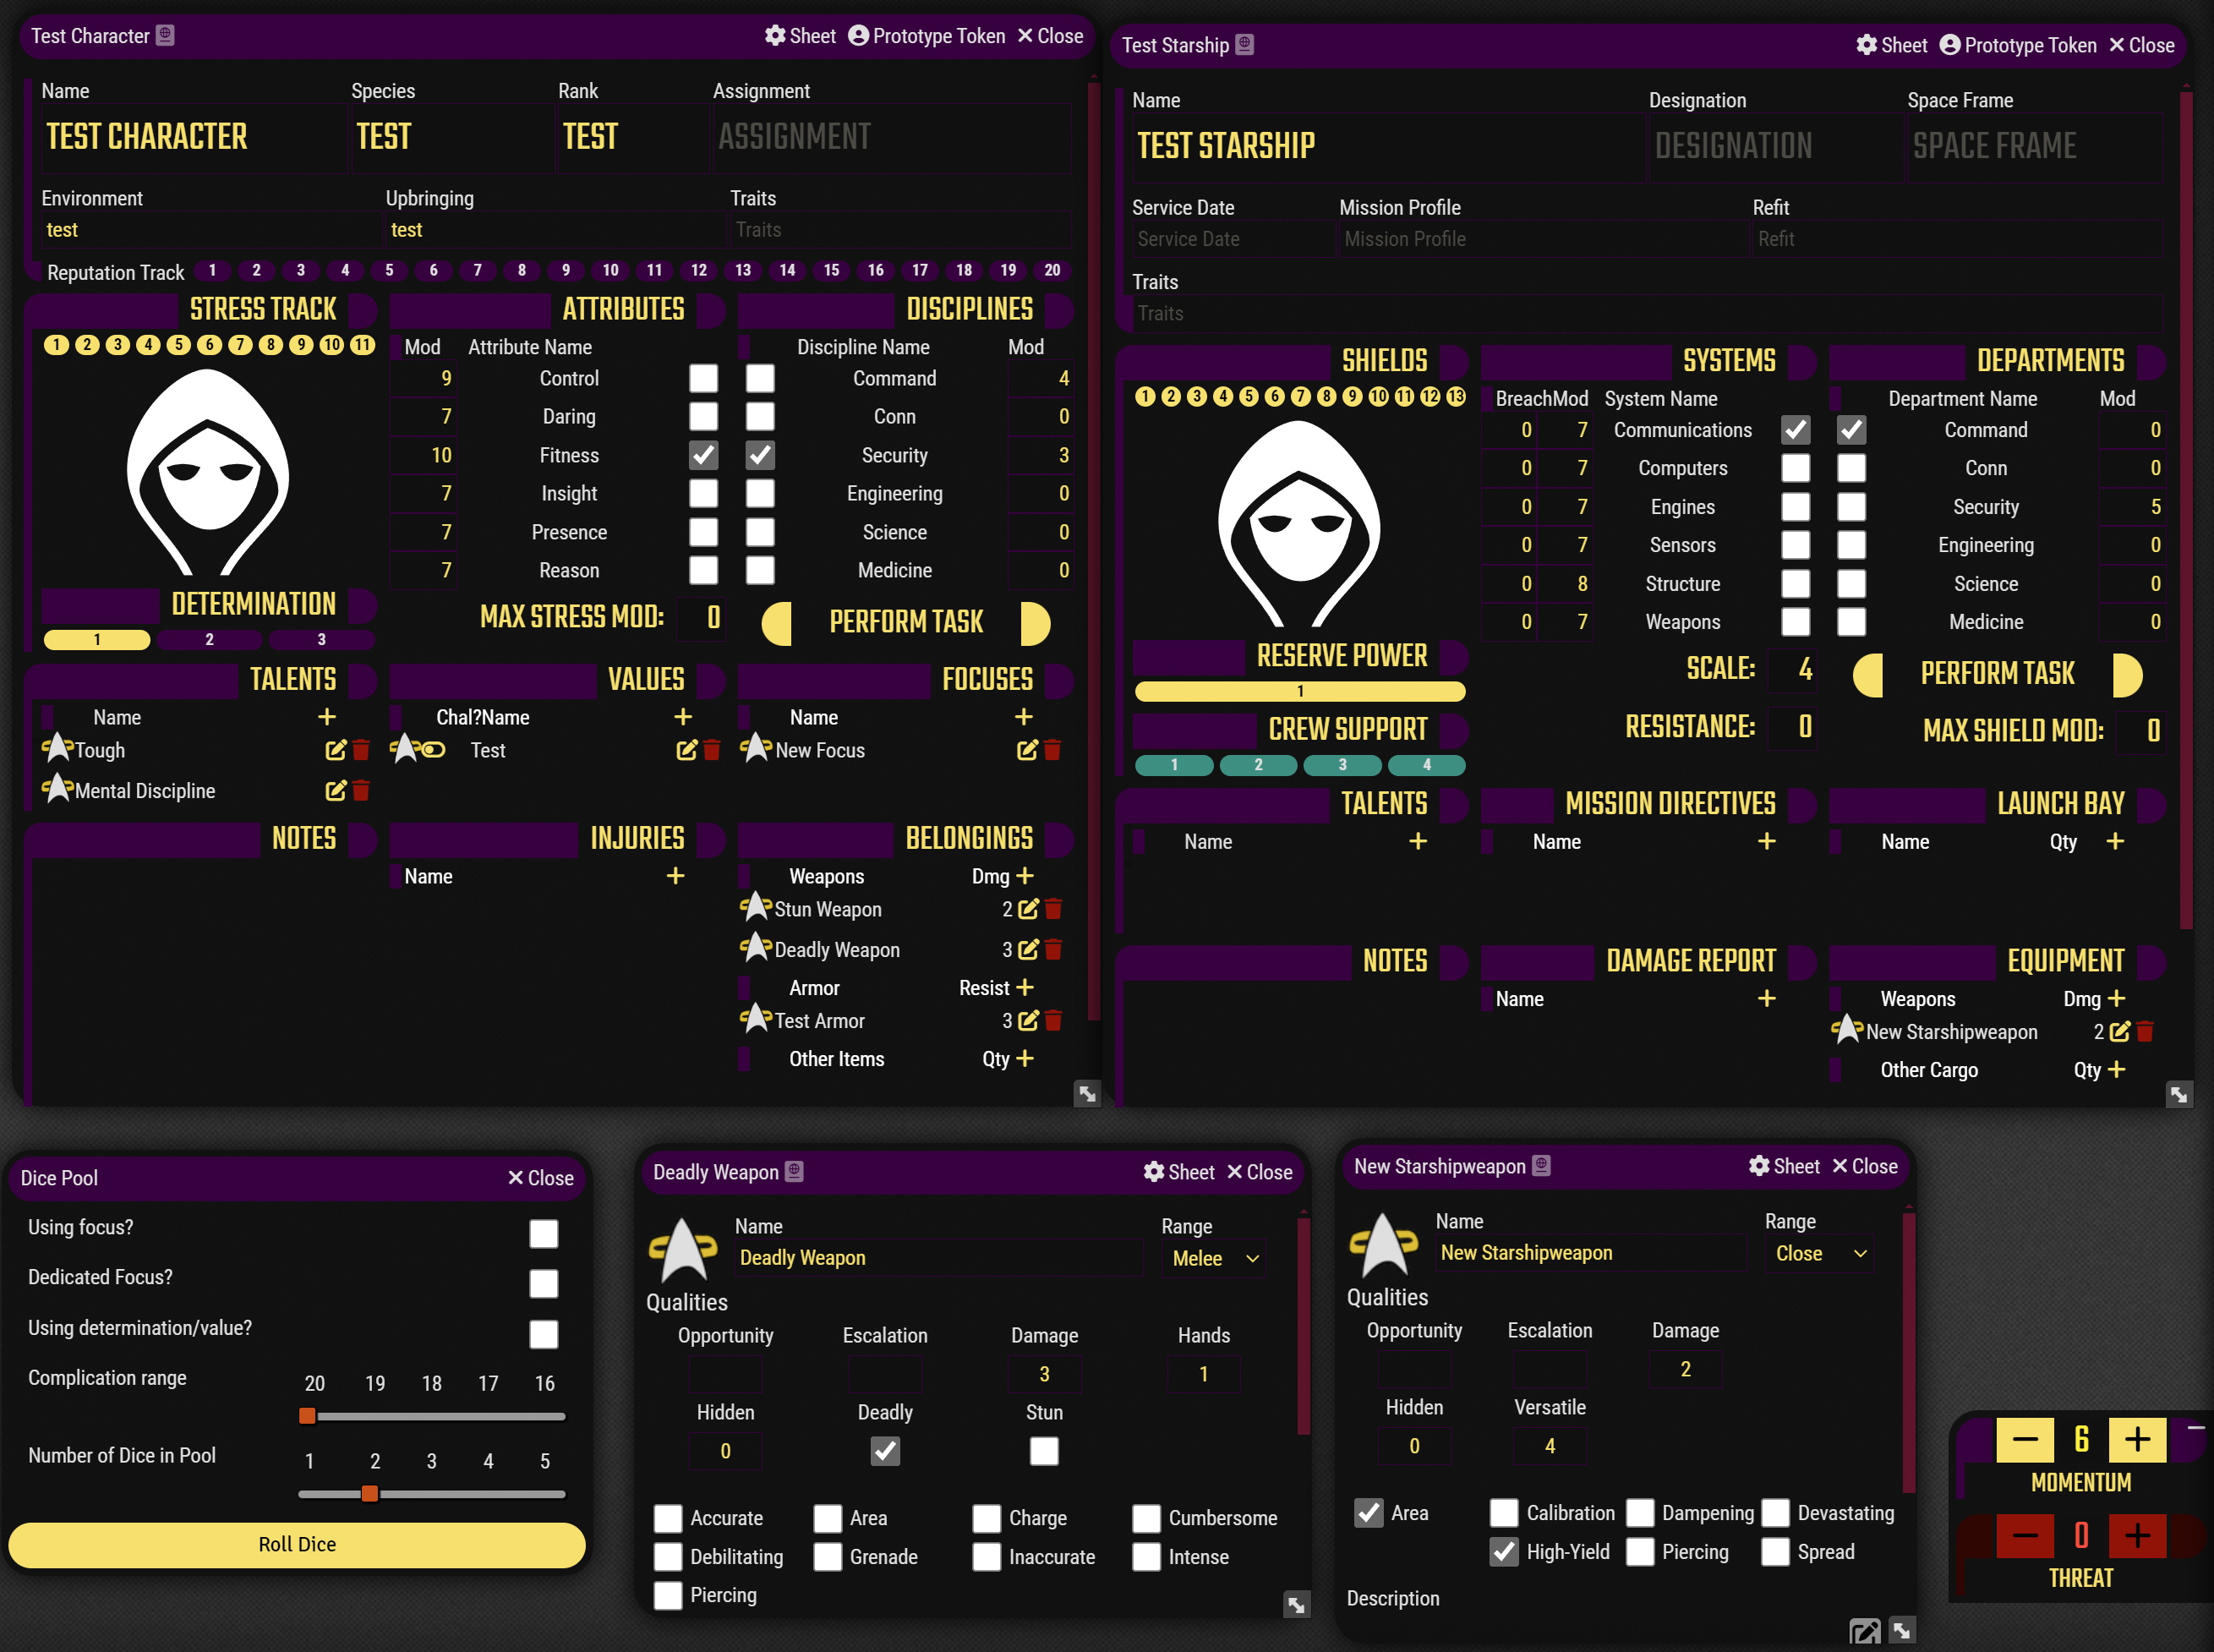 Test Character
Sheet Prototype Token Close
Name Species Rank Assignment
TEST CHARACTER TEST TEST ASSIGNMENT
Environment Upbringing Traits
test test Traits
Reputation Track 1 2 3 4 5 6 7 8 9 10 11 12 13 14 15 16 17 18 19 20
STRESS TRACK
1 2 3 4 5 6 7 8 9 10 11
DETERMINATION
1 2 3
ATTRIBUTES
Mod Attribute Name
9 Control
7 Daring
10 Fitness
7 Insight
7 Presence
7 Reason
MAX STRESS MOD: 0
DISCIPLINES
Discipline Name Mod
Command 4
Conn 0
Security 3
Engineering 0
Science 0
Medicine 0
PERFORM TASK
TALENTS
Name
Tough
Mental Discipline
VALUES
Chal?Name
Test
FOCUSES
Name
New Focus
NOTES
INJURIES
Name
BELONGINGS
Weapons Dmg
Stun Weapon 2
Deadly Weapon 3
Armor Resist
Test Armor 3
Other Items Qty
Test Starship
Sheet Prototype Token Close
Name Designation Space Frame
TEST STARSHIP DESIGNATION SPACE FRAME
Service Date Mission Profile Refit
Service Date Mission Profile Refit
Traits
Traits
SHIELDS
1 2 3 4 5 6 7 8 9 10 11 12 13
RESERVE POWER
1
CREW SUPPORT
1 2 3 4
SYSTEMS
BreachMod System Name
0 7 Communications
0 7 Computers
0 7 Engines
0 7 Sensors
0 8 Structure
0 7 Weapons
SCALE: 4
RESISTANCE: 0
DEPARTMENTS
Department Name Mod
Command 0
Conn 0
Security 5
Engineering 0
Science 0
Medicine 0
PERFORM TASK
MAX SHIELD MOD: 0
TALENTS
Name
MISSION DIRECTIVES
Name
LAUNCH BAY
Name Qty
NOTES
DAMAGE REPORT
Name
EQUIPMENT
Weapons Dmg
New Starshipweapon 2
Other Cargo Qty
Dice Pool Close
Using focus?
Dedicated Focus?
Using determination/value?
Complication range 20 19 18 17 16
Number of Dice in Pool 1 2 3 4 5
Roll Dice
Deadly Weapon Sheet Close
Name Range
Deadly Weapon Melee
Qualities
Opportunity Escalation Damage Hands
3 1
Hidden Deadly Stun
0
Accurate Area Charge Cumbersome
Debilitating Grenade Inaccurate Intense
Piercing
New Starshipweapon Sheet Close
Name Range
New Starshipweapon Close
Qualities
Opportunity Escalation Damage
2
Hidden Versatile
0 4
Area Calibration Dampening Devastating
High-Yield Piercing Spread
Description
6
MOMENTUM
0
THREAT